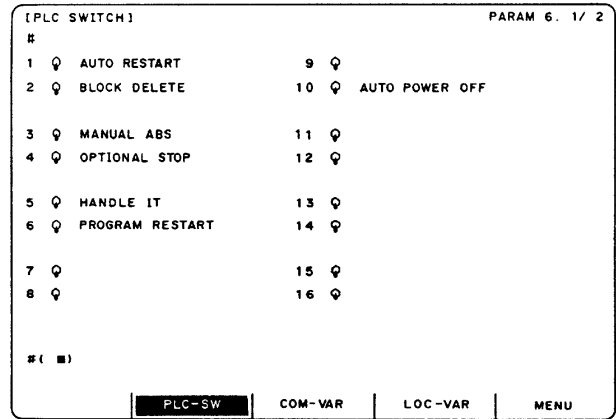 [PLC SWITCH] PARAM 6. 1/ 2
#
1 AUTO RESTART 9
2 BLOCK DELETE 10 AUTO POWER OFF
3 MANUAL ABS 11
4 OPTIONAL STOP 12
5 HANDLE IT 13
6 PROGRAM RESTART 14
7 15
8 16
#( ■)
PLC-SW COM-VAR LOC-VAR MENU